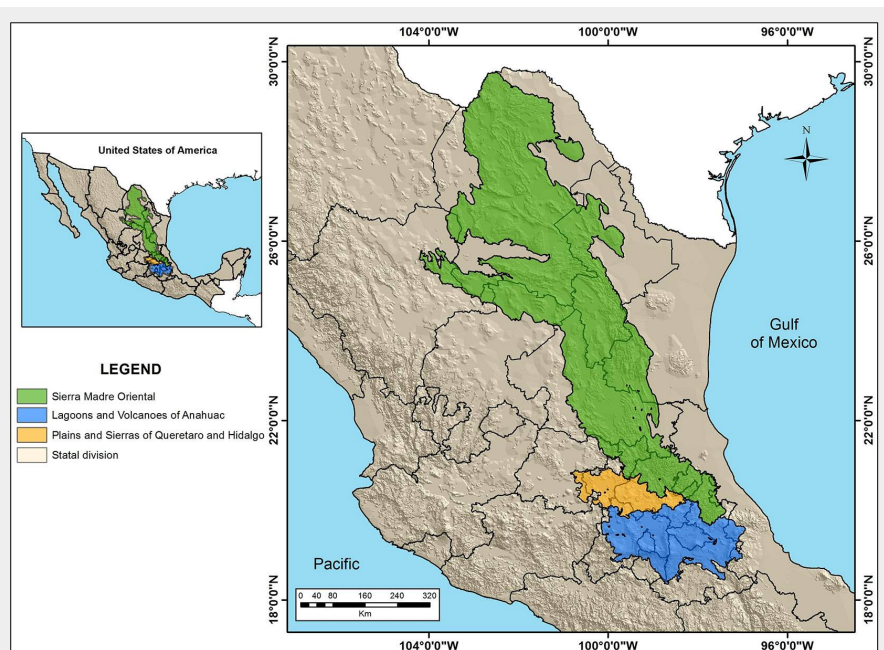 104°0'0"W 100°0'0"W 96°0'0"W
30°0'0"N 30°0'0"N
N
United States of America
26°0'0"N 26°0'0"N
Gulf
of Mexico
LEGEND
Sierra Madre Oriental
Lagoons and Volcanoes of Anahuac
Plains and Sierras of Queretaro and Hidalgo
Statal division
22°0'0"N 22°0'0"N
Pacific
0 40 80 160 240 320
Km
18°0'0"N 18°0'0"N
104°0'0"W 100°0'0"W 96°0'0"W